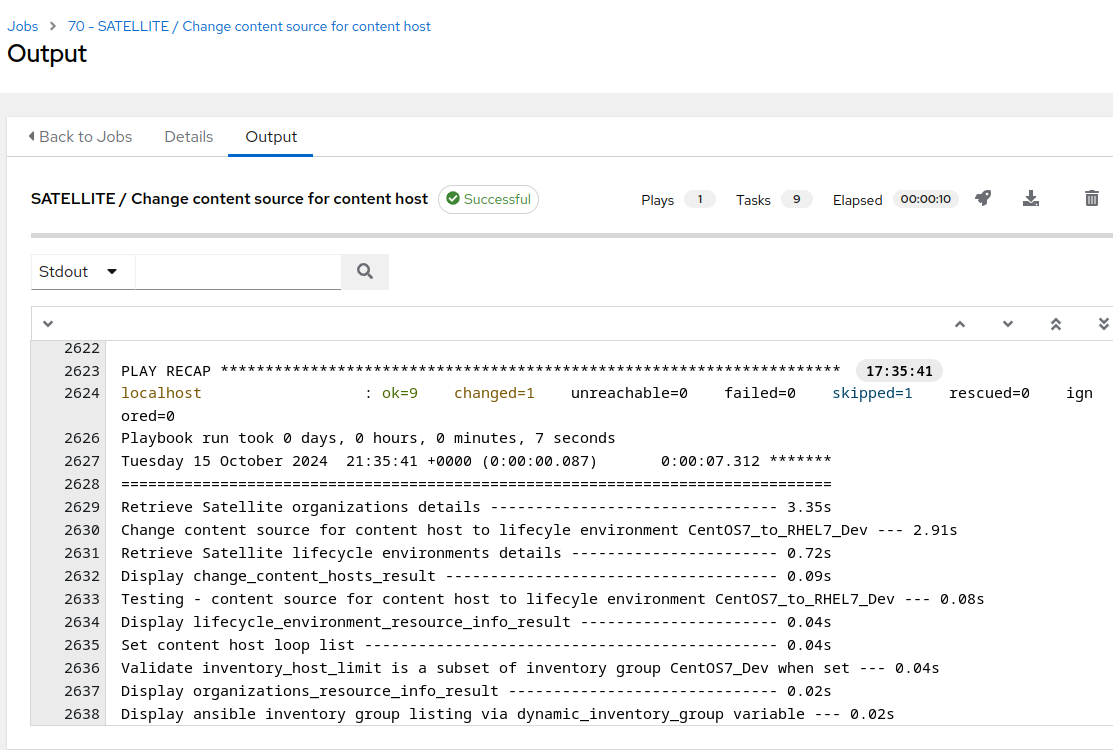 Jobs > 70 - SATELLITE / Change content source for content host
Output
Back to Jobs Details Output
SATELLITE / Change content source for content host Successful Plays 1 Tasks 9 Elapsed 00:00:10
Stdout
2622
2623 PLAY RECAP ********************************************************************* 17:35:41
2624 localhost : ok=9 changed=1 unreachable=0 failed=0 skipped=1 rescued=0 ign
ored=0
2626 Playbook run took 0 days, 0 hours, 0 minutes, 7 seconds
2627 Tuesday 15 October 2024 21:35:41 +0000 (0:00:00.087) 0:00:07.312 *******
2628 ===============================================================================
2629 Retrieve Satellite organizations details -------------------------------- 3.35s
2630 Change content source for content host to lifecyle environment CentOS7_to_RHEL7_Dev --- 2.91s
2631 Retrieve Satellite lifecycle environments details ----------------------- 0.72s
2632 Display change_content_hosts_result ------------------------------------- 0.09s
2633 Testing - content source for content host to lifecyle environment CentOS7_to_RHEL7_Dev --- 0.08s
2634 Display lifecycle_environment_resource_info_result ---------------------- 0.04s
2635 Set content host loop list ---------------------------------------------- 0.04s
2636 Validate inventory_host_limit is a subset of inventory group CentOS7_Dev when set --- 0.04s
2637 Display organizations_resource_info_result ------------------------------ 0.02s
2638 Display ansible inventory group listing via dynamic_inventory_group variable --- 0.02s